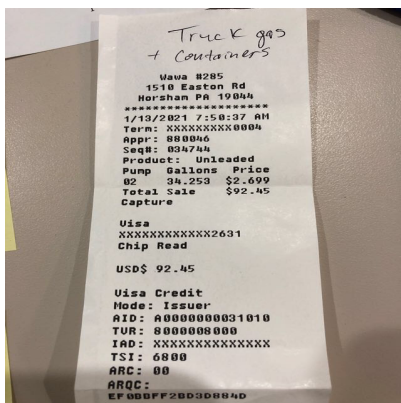 Truck gas
+ Containers
Wawa #285
1510 Easton Rd
Horsham PA 19044
********************
1/13/2021 7:50:37 AM
Term: XXXXXXXXX0004
Appr: 880046
Seq#: 034744
Product: Unleaded
Pump Gallons Price
02 34.253 $2.699
Total Sale $92.45
Capture
Visa
XXXXXXXXXXXX2631
Chip Read
USD$ 92.45
Visa Credit
Mode: Issuer
AID: A0000000031010
TVR: 8000008000
IAD: XXXXXXXXXXXXXX
TSI: 6800
ARC: 00
ARQC:
EF0BBFF2BD3D884D